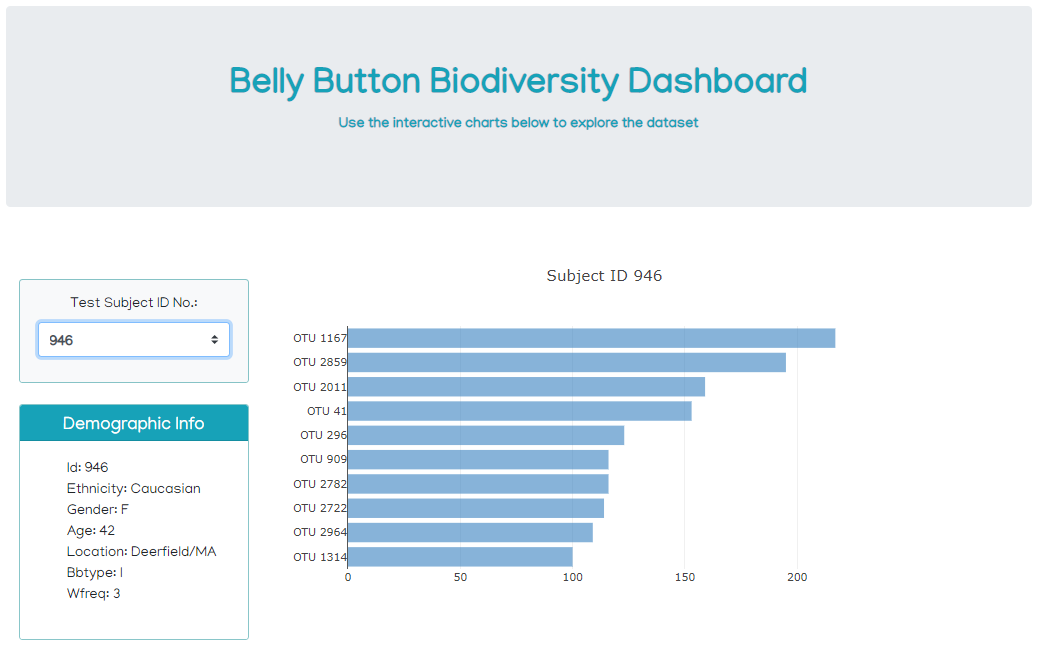 Belly Button Biodiversity Dashboard
Use the interactive charts below to explore the dataset
Test Subject ID No.:
946
Demographic Info
Id: 946
Ethnicity: Caucasian
Gender: F
Age: 42
Location: Deerfield/MA
Bbtype: I
Wfreq: 3
Subject ID 946
OTU 1167
OTU 2859
OTU 2011
OTU 41
OTU 296
OTU 909
OTU 2782
OTU 2722
OTU 2964
OTU 1314
0 50 100 150 200